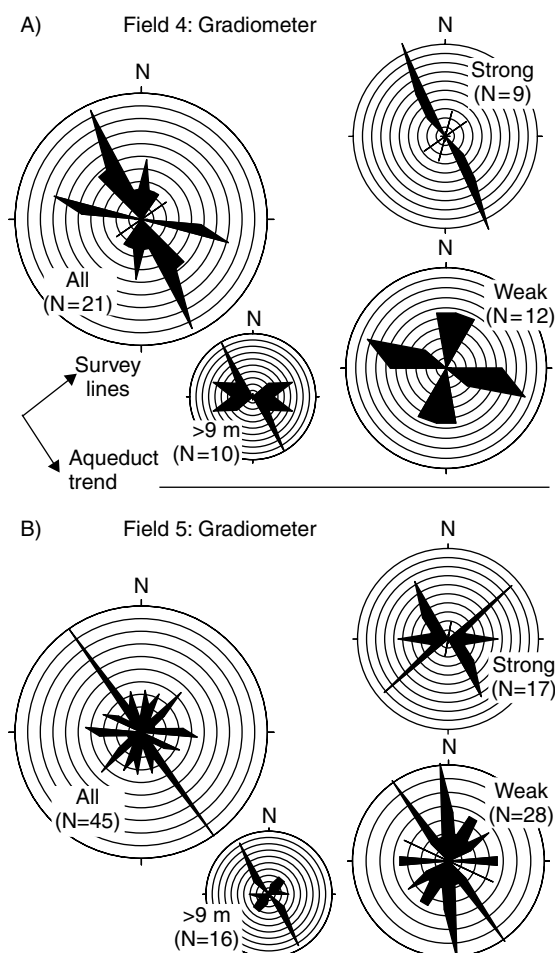 A) Field 4: Gradiometer
N
All
(N=21)
N
Strong
(N=9)
N
Weak
(N=12)
N
>9 m
(N=10)
Survey
lines
Aqueduct
trend
B) Field 5: Gradiometer
N
All
(N=45)
N
Strong
(N=17)
N
Weak
(N=28)
N
>9 m
(N=16)